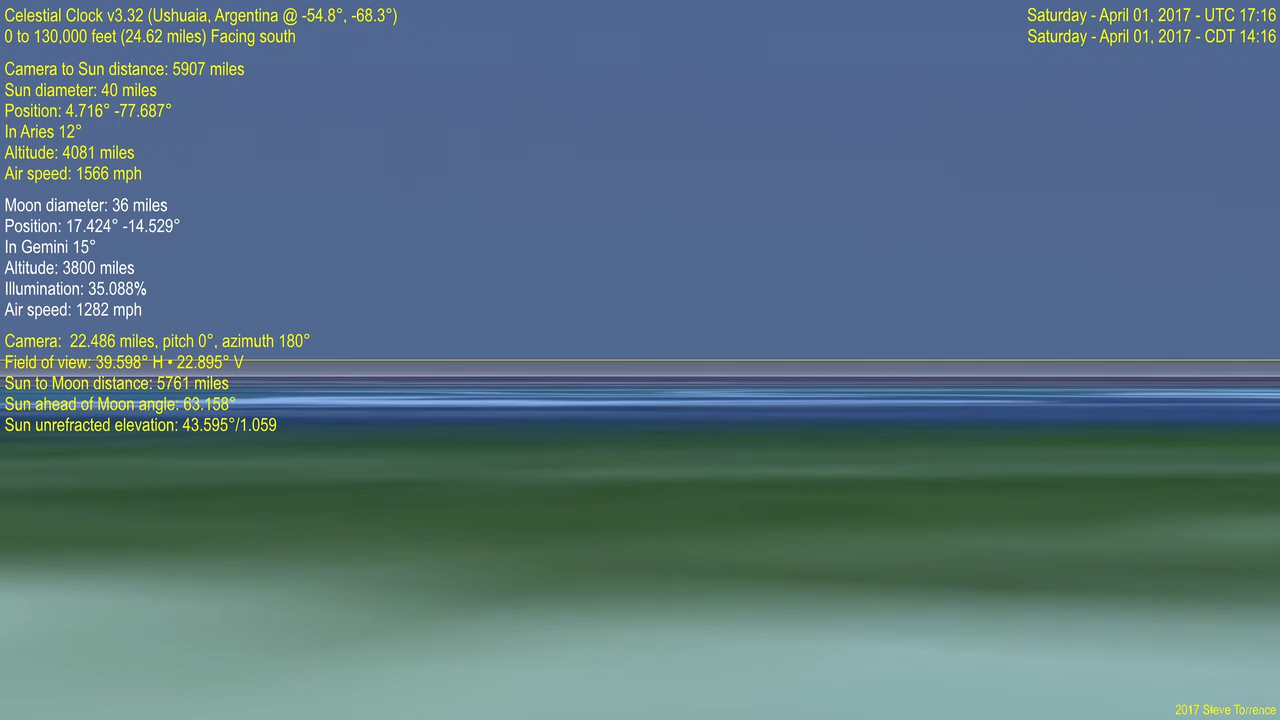 Celestial Clock v3.32 (Ushuaia, Argentina @ -54.8°, -68.3°)
0 to 130,000 feet (24.62 miles) Facing south
Saturday - April 01, 2017 - UTC 17:16
Saturday - April 01, 2017 - CDT 14:16
Camera to Sun distance: 5907 miles
Sun diameter: 40 miles
Position: 4.716° -77.687°
In Aries 12°
Altitude: 4081 miles
Air speed: 1566 mph
Moon diameter: 36 miles
Position: 17.424° -14.529°
In Gemini 15°
Altitude: 3800 miles
Illumination: 35.088%
Air speed: 1282 mph
Camera:  22.486 miles, pitch 0°, azimuth 180°
Field of view: 39.598° H • 22.895° V
Sun to Moon distance: 5761 miles
Sun ahead of Moon angle: 63.158°
Sun unrefracted elevation: 43.595°/1.059
2017 Steve Torrence